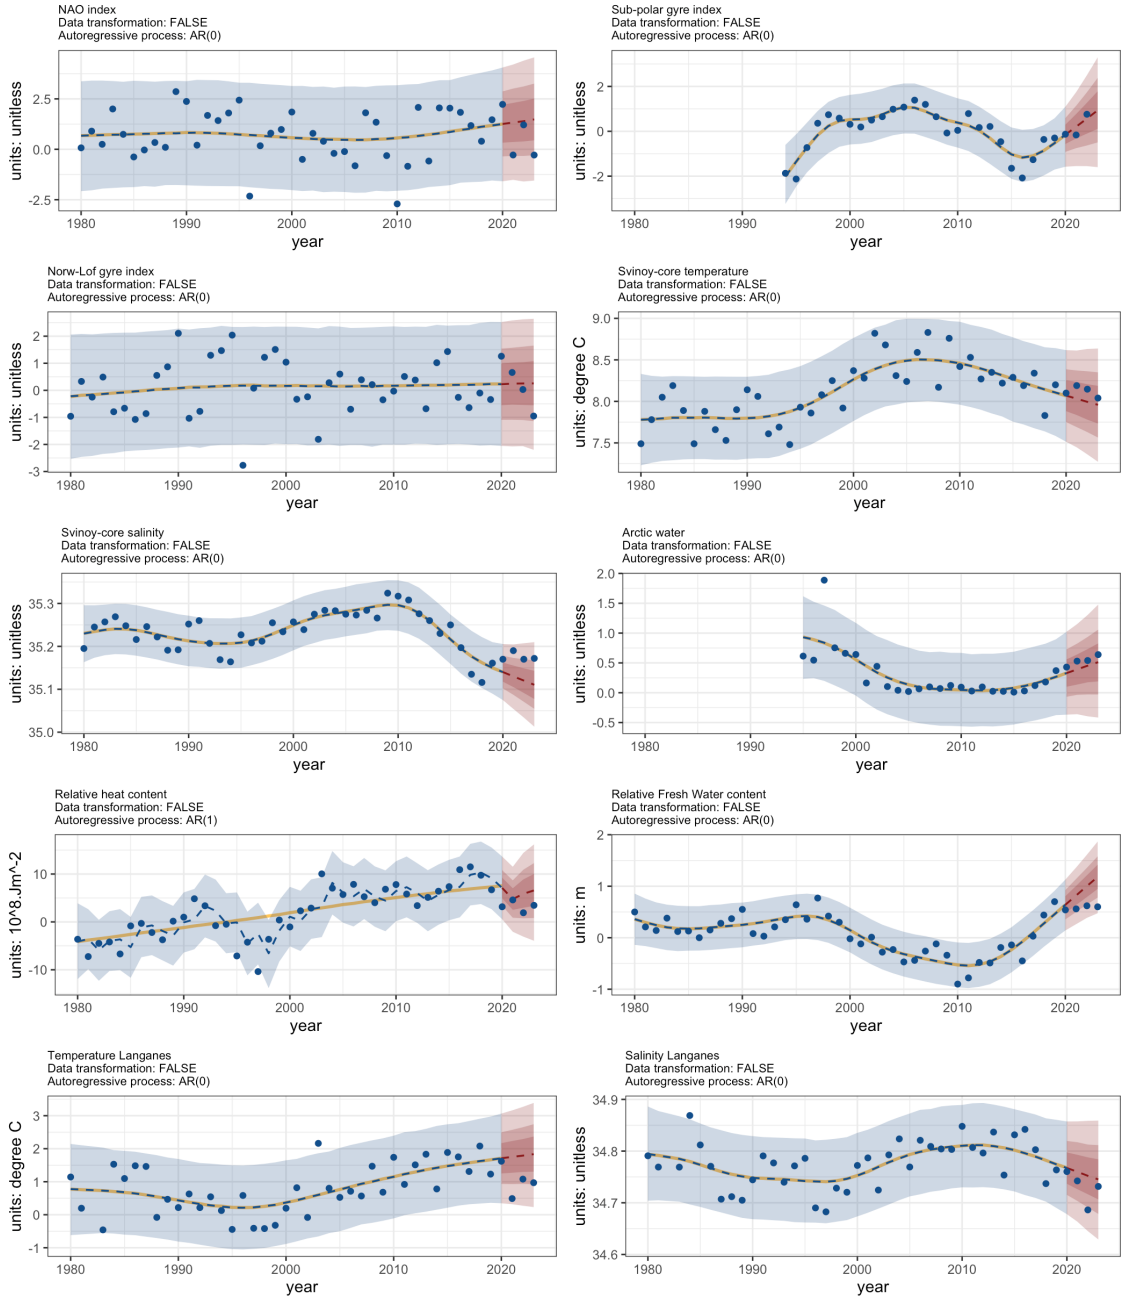 NAO index
Data transformation: FALSE
Autoregressive process: AR(0)
units: unitless
2.5
0.0
-2.5
1980 1990 2000 2010 2020
year
Sub-polar gyre index
Data transformation: FALSE
Autoregressive process: AR(0)
units: unitless
2
0
-2
1980 1990 2000 2010 2020
year
Norw-Lof gyre index
Data transformation: FALSE
Autoregressive process: AR(0)
units: unitless
2
1
0
-1
-2
-3
1980 1990 2000 2010 2020
year
Svinoy-core temperature
Data transformation: FALSE
Autoregressive process: AR(0)
units: degree C
9.0
8.5
8.0
7.5
1980 1990 2000 2010 2020
year
Svinoy-core salinity
Data transformation: FALSE
Autoregressive process: AR(0)
units: unitless
35.3
35.2
35.1
35.0
1980 1990 2000 2010 2020
year
Arctic water
Data transformation: FALSE
Autoregressive process: AR(0)
units: unitless
2.0
1.5
1.0
0.5
0.0
-0.5
1980 1990 2000 2010 2020
year
Relative heat content
Data transformation: FALSE
Autoregressive process: AR(1)
units: 10^8.Jm^-2
10
0
-10
1980 1990 2000 2010 2020
year
Relative Fresh Water content
Data transformation: FALSE
Autoregressive process: AR(0)
units: m
2
1
0
-1
1980 1990 2000 2010 2020
year
Temperature Langanes
Data transformation: FALSE
Autoregressive process: AR(0)
units: degree C
3
2
1
0
-1
1980 1990 2000 2010 2020
year
Salinity Langanes
Data transformation: FALSE
Autoregressive process: AR(0)
units: unitless
34.9
34.8
34.7
34.6
1980 1990 2000 2010 2020
year